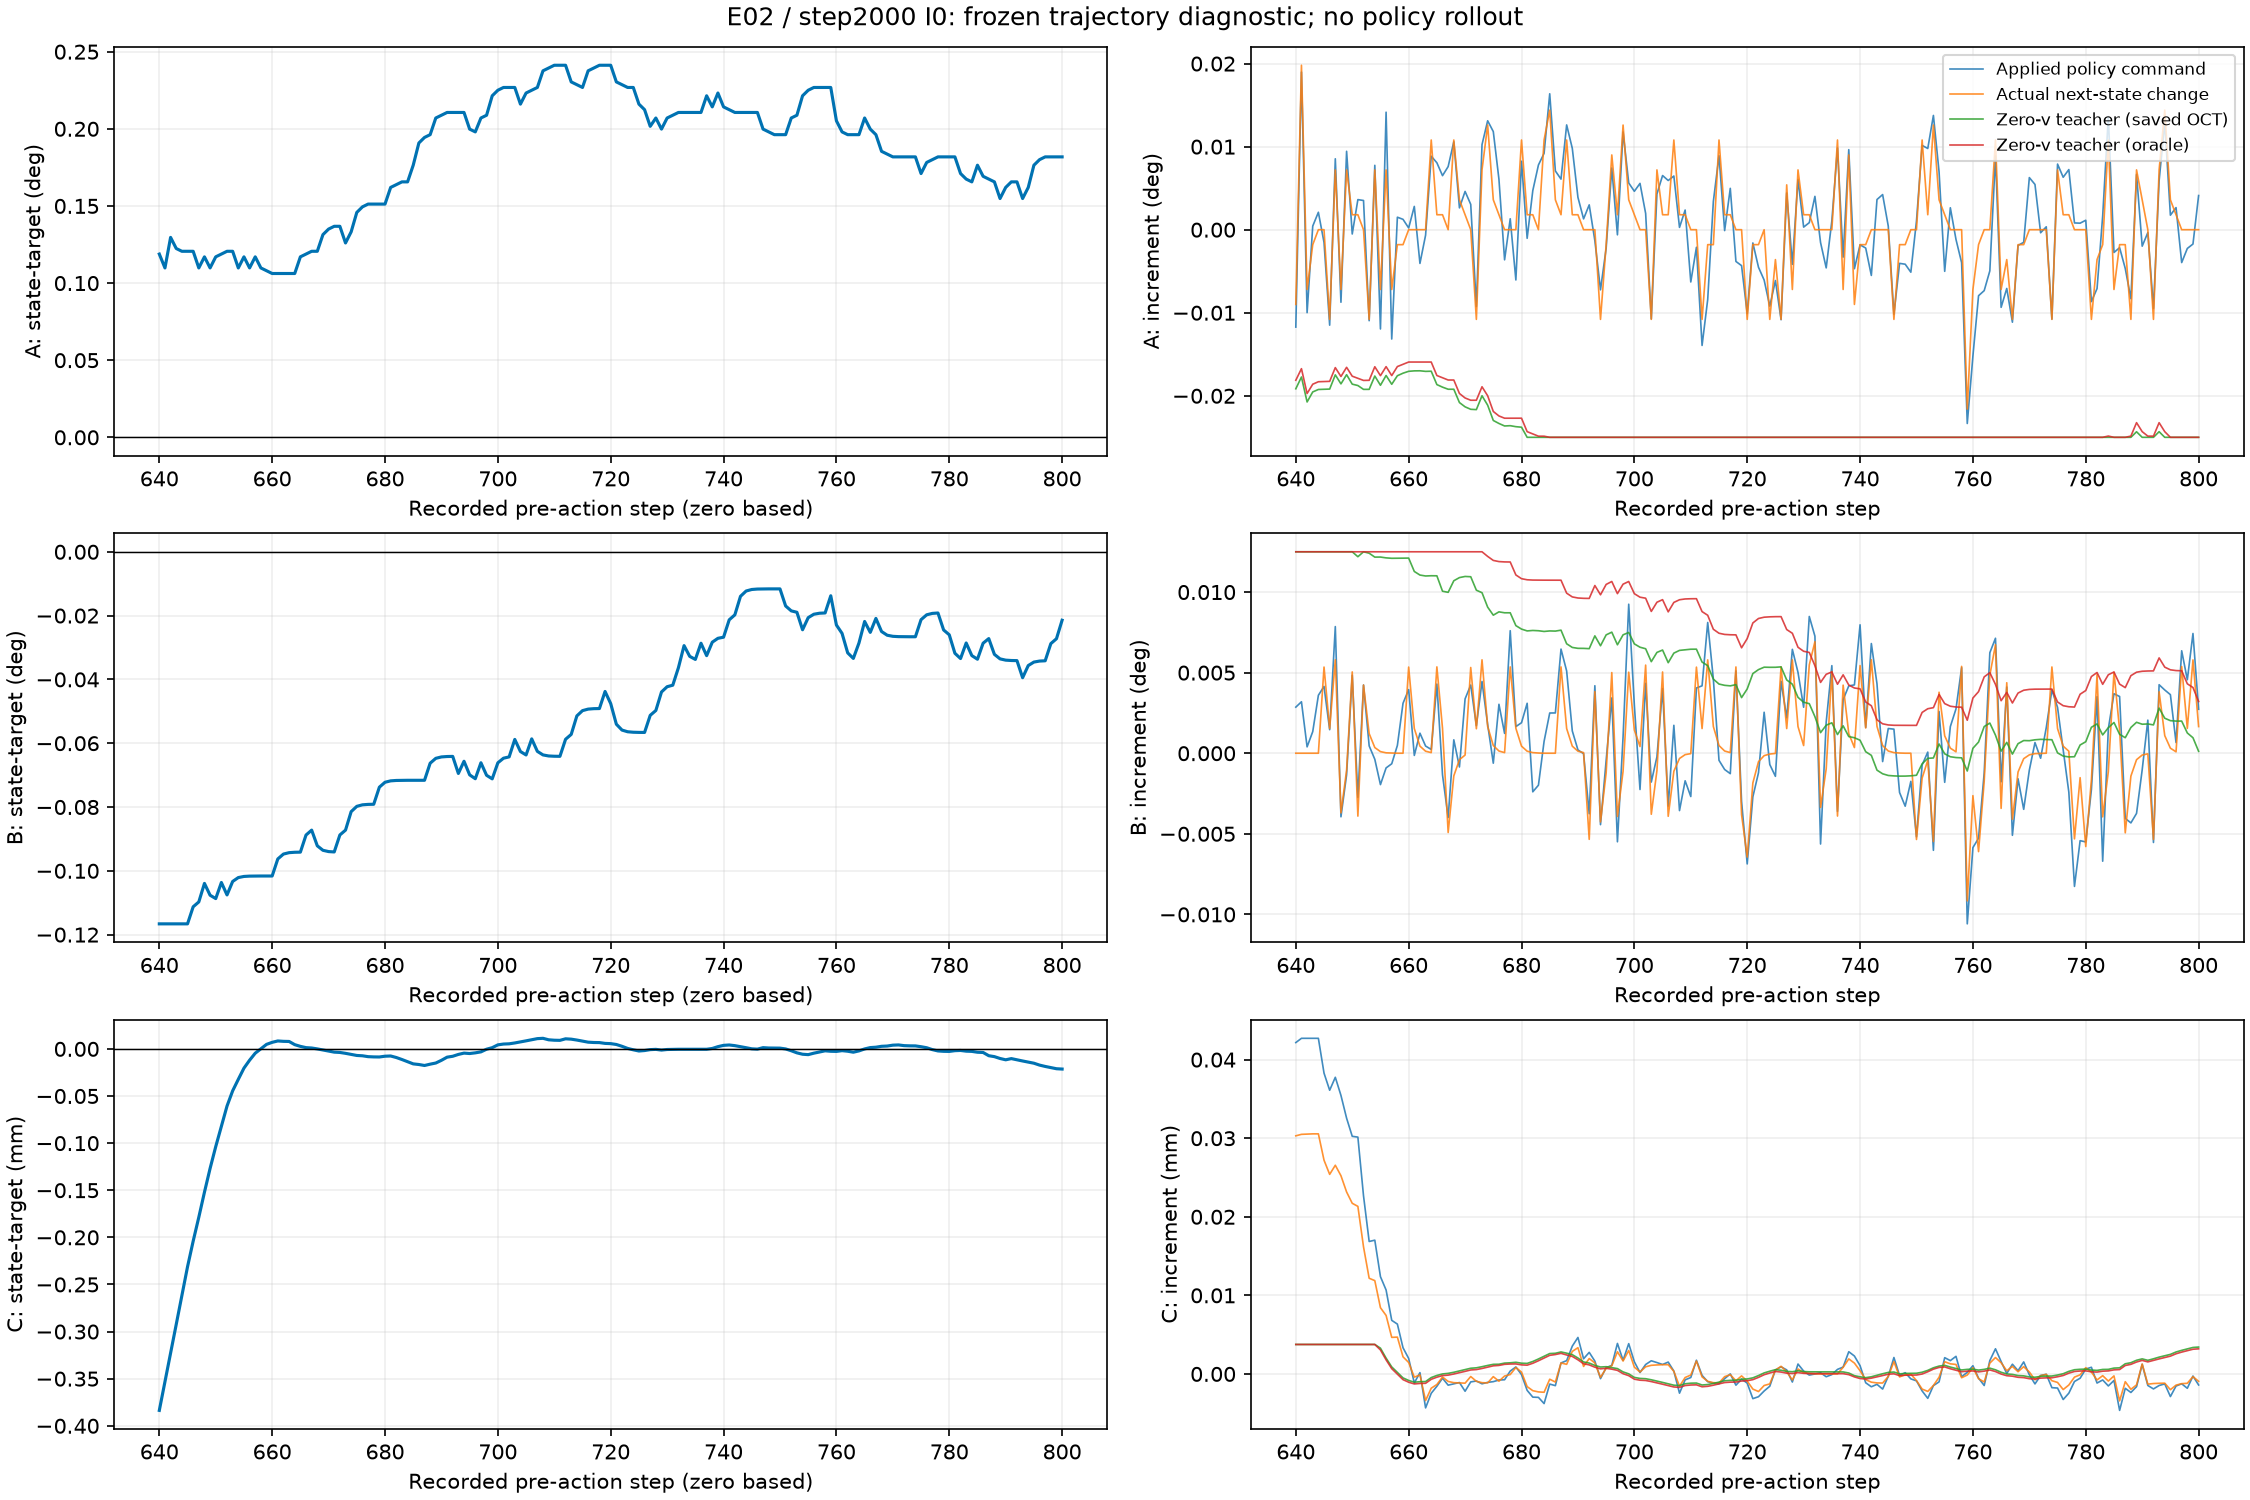 E02 / step2000 I0: frozen trajectory diagnostic; no policy rollout
A: state-target (deg)
0.25
0.20
0.15
0.10
0.05
0.00
640 660 680 700 720 740 760 780 800
Recorded pre-action step (zero based)
A: increment (deg)
0.02
0.01
0.00
−0.01
−0.02
Applied policy command
Actual next-state change
Zero-v teacher (saved OCT)
Zero-v teacher (oracle)
640 660 680 700 720 740 760 780 800
Recorded pre-action step
B: state-target (deg)
0.00
−0.02
−0.04
−0.06
−0.08
−0.10
−0.12
640 660 680 700 720 740 760 780 800
Recorded pre-action step (zero based)
B: increment (deg)
0.010
0.005
0.000
−0.005
−0.010
640 660 680 700 720 740 760 780 800
Recorded pre-action step
C: state-target (mm)
0.00
−0.05
−0.10
−0.15
−0.20
−0.25
−0.30
−0.35
−0.40
640 660 680 700 720 740 760 780 800
Recorded pre-action step (zero based)
C: increment (mm)
0.04
0.03
0.02
0.01
0.00
640 660 680 700 720 740 760 780 800
Recorded pre-action step